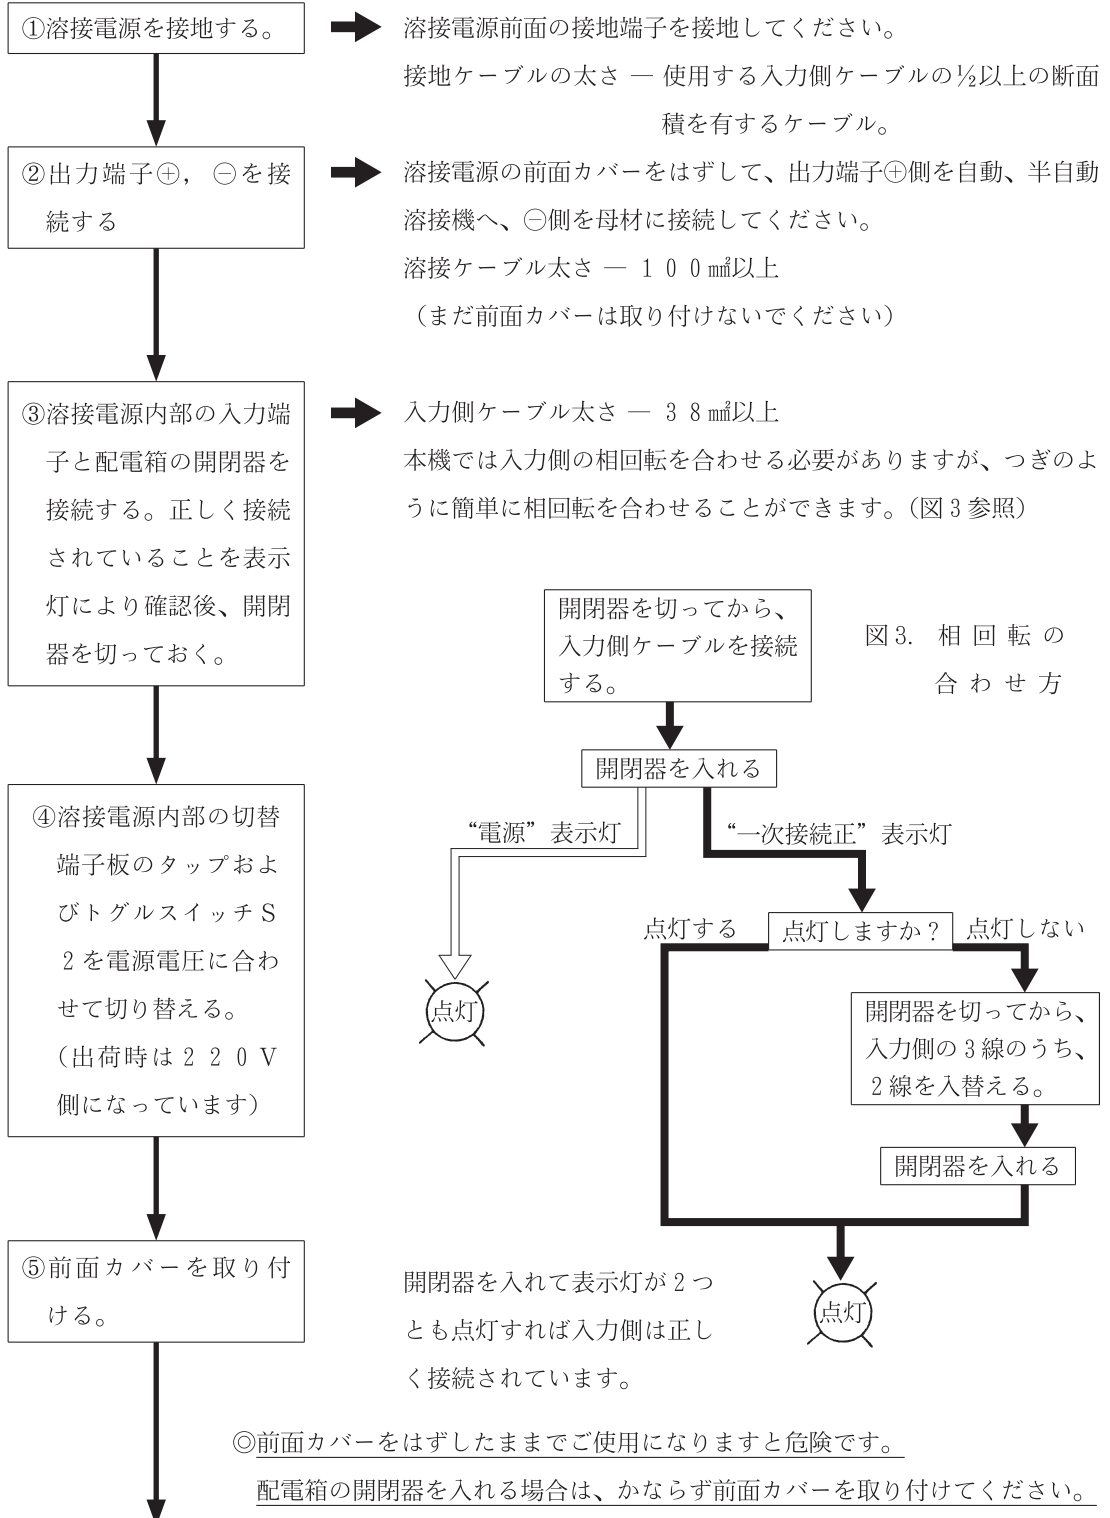 ①溶接電源を接地する。
溶接電源前面の接地端子を接地してください。
接地ケーブルの太さ ― 使用する入力側ケーブルの½以上の断面
積を有するケーブル。
②出力端子⊕，⊖を接
続する
溶接電源の前面カバーをはずして、出力端子⊕側を自動、半自動
溶接機へ、⊖側を母材に接続してください。
溶接ケーブル太さ ― １００㎟以上
（まだ前面カバーは取り付けないでください）
③溶接電源内部の入力端
子と配電箱の開閉器を
接続する。正しく接続
されていることを表示
灯により確認後、開閉
器を切っておく。
入力側ケーブル太さ ― ３８㎟以上
本機では入力側の相回転を合わせる必要がありますが、つぎのよ
うに簡単に相回転を合わせることができます。（図３参照）
図３. 相回転の
合わせ方
開閉器を切ってから、
入力側ケーブルを接続
する。
開閉器を入れる
“電源”表示灯
“一次接続正”表示灯
点灯する
点灯しますか？
点灯しない
点灯
開閉器を切ってから、
入力側の３線のうち、
２線を入替える。
開閉器を入れる
点灯
④溶接電源内部の切替
端子板のタップおよ
びトグルスイッチＳ
２を電源電圧に合わ
せて切り替える。
（出荷時は２２０Ｖ
側になっています）
⑤前面カバーを取り付
ける。
開閉器を入れて表示灯が２つ
とも点灯すれば入力側は正し
く接続されています。
◎前面カバーをはずしたままでご使用になりますと危険です。
配電箱の開閉器を入れる場合は、かならず前面カバーを取り付けてください。